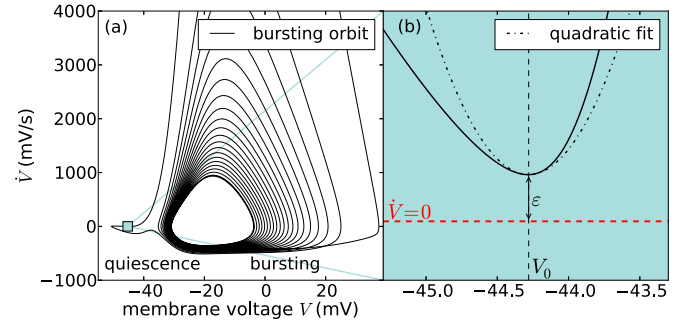 (a)
bursting orbit
(b)
quadratic fit
4000
3000
2000
1000
0
−1000
V̇ (mV/s)
ε
V̇=0
quiescence
bursting
V₀
−40
−20
0
20
−45.0
−44.5
−44.0
−43.5
membrane voltage V (mV)